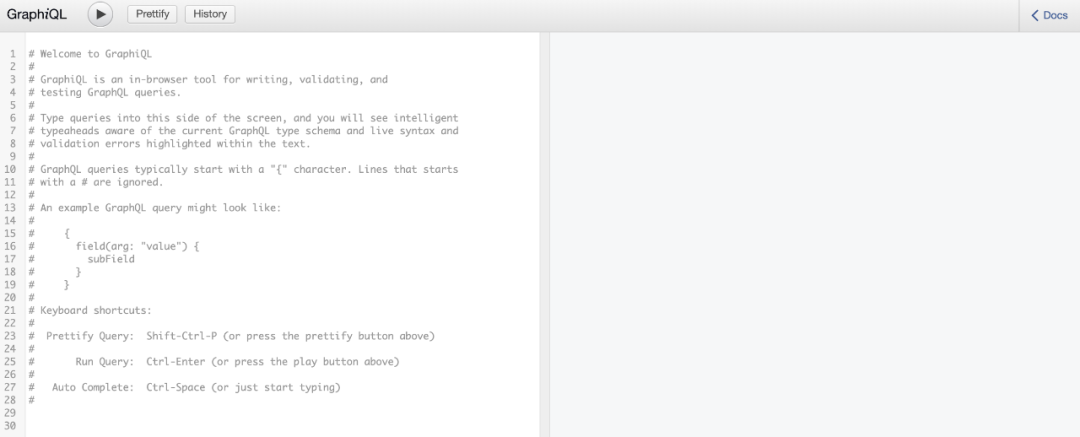 GraphiQL Prettify History < Docs
1 # Welcome to GraphiQL
2 #
3 # GraphiQL is an in-browser tool for writing, validating, and
4 # testing GraphQL queries.
5 #
6 # Type queries into this side of the screen, and you will see intelligent
7 # typeaheads aware of the current GraphQL type schema and live syntax and
8 # validation errors highlighted within the text.
9 #
10 # GraphQL queries typically start with a "{" character. Lines that starts
11 # with a # are ignored.
12 #
13 # An example GraphQL query might look like:
14 #
15 #     {
16 #       field(arg: "value") {
17 #         subField
18 #       }
19 #     }
20 #
21 # Keyboard shortcuts:
22 #
23 #  Prettify Query:  Shift-Ctrl-P (or press the prettify button above)
24 #
25 #       Run Query:  Ctrl-Enter (or press the play button above)
26 #
27 #   Auto Complete:  Ctrl-Space (or just start typing)
28 #
29
30